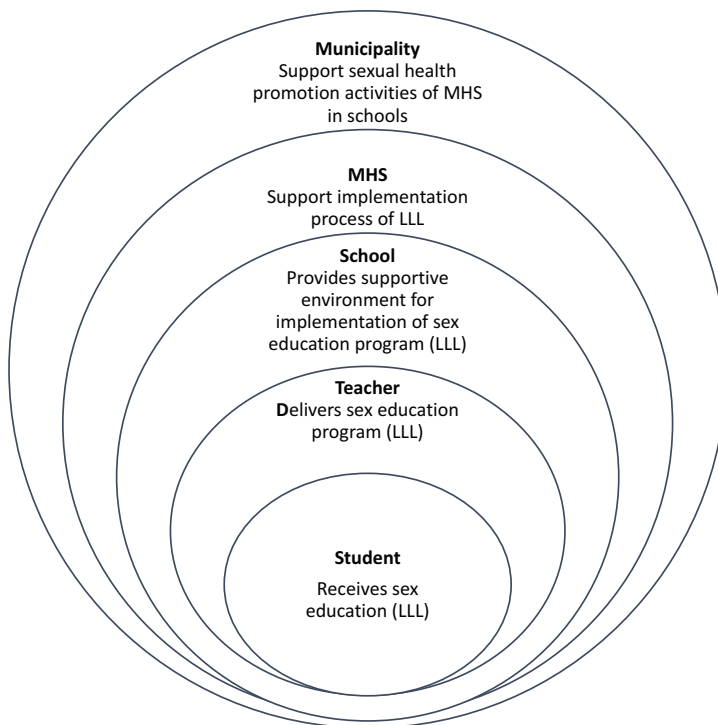 Municipality
Support sexual health
promotion activities of MHS
in schools
MHS
Support implementation
process of LLL
School
Provides supportive
environment for
implementation of sex
education program (LLL)
Teacher
Delivers sex education
program (LLL)
Student
Receives sex
education (LLL)